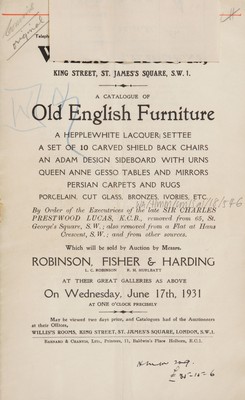 KING STREET, ST. JAMES'S SQUARE, S.W. 1.
A CATALOGUE OF
Old English Furniture
A HEPPLEWHITE LACQUER; SETTEE
A SET OF 10 CARVED SHIELD BACK CHAIRS
AN ADAM DESIGN SIDEBOARD WITH URNS
QUEEN ANNE GESSO TABLES AND MIRRORS
PERSIAN CARPETS AND RUGS
PORCELAIN, CUT GLASS, BRONZES, IVORIES, ETC.
By Order of the Executrices of the late SIR CHARLES
PRESTWOOD LUCAS, K.C.B., removed from 65, St.
George's Square, S.W.; also removed from a Flat at Hans
Crescent, S.W.; and from other sources.
Which will be sold by Auction by Messrs.
ROBINSON, FISHER & HARDING
L. C. ROBINSON
AT THEIR GREAT GALLERIES AS ABOVE
On Wednesday, June 17th, 1931
AT ONE O'CLOCK PRECISELY
May be viewed two days prior, and Catalogues had of the Auctioneers
at their Offices,
WILLIS'S ROOMS, KING STREET, ST. JAMES'S SQUARE, LONDON, S.W.1.